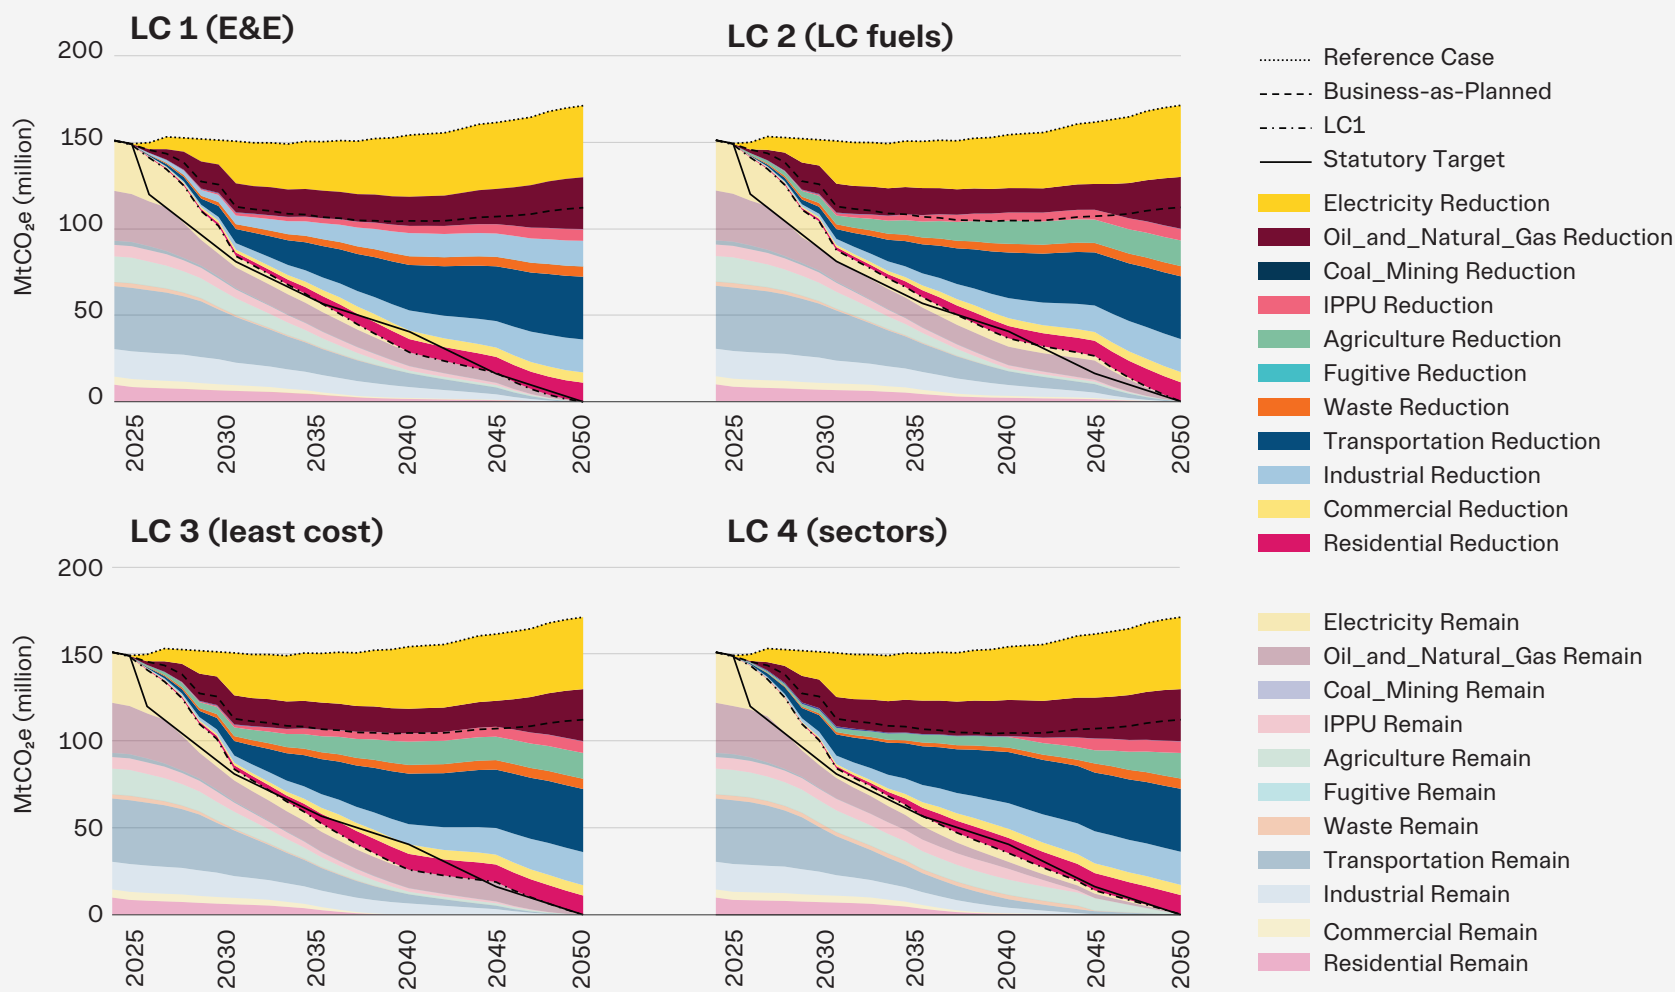 LC 1 (E&E)
LC 2 (LC fuels)
MtCO₂e (million)
200
150
100
50
0
2025
2030
2035
2040
2045
2050
2025
2030
2035
2040
2045
2050
LC 3 (least cost)
LC 4 (sectors)
MtCO₂e (million)
200
150
100
50
0
2025
2030
2035
2040
2045
2050
2025
2030
2035
2040
2045
2050
Reference Case
Business-as-Planned
LC1
Statutory Target
Electricity Reduction
Oil_and_Natural_Gas Reduction
Coal_Mining Reduction
IPPU Reduction
Agriculture Reduction
Fugitive Reduction
Waste Reduction
Transportation Reduction
Industrial Reduction
Commercial Reduction
Residential Reduction
Electricity Remain
Oil_and_Natural_Gas Remain
Coal_Mining Remain
IPPU Remain
Agriculture Remain
Fugitive Remain
Waste Remain
Transportation Remain
Industrial Remain
Commercial Remain
Residential Remain